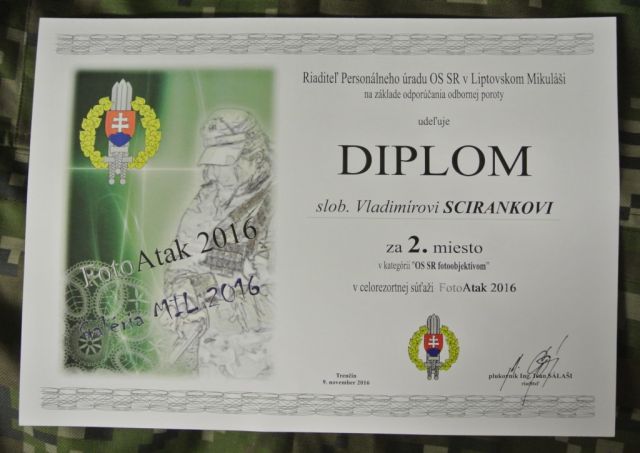 Riaditeľ Personálneho úradu OS SR v Liptovskom Mikuláši
na základe odporúčania odbornej poroty
udeľuje
DIPLOM
slob. Vladimírovi SCIRANKOVI
za 2. miesto
v kategórii "OS SR fotoobjektívom"
v celorezortnej súťaži FotoAtak 2016
FotoAtak 2016
Galéria MIL.2016
Trenčín
9. november 2016
plukovník Ing. Ivan SALAŠI
riaditeľ